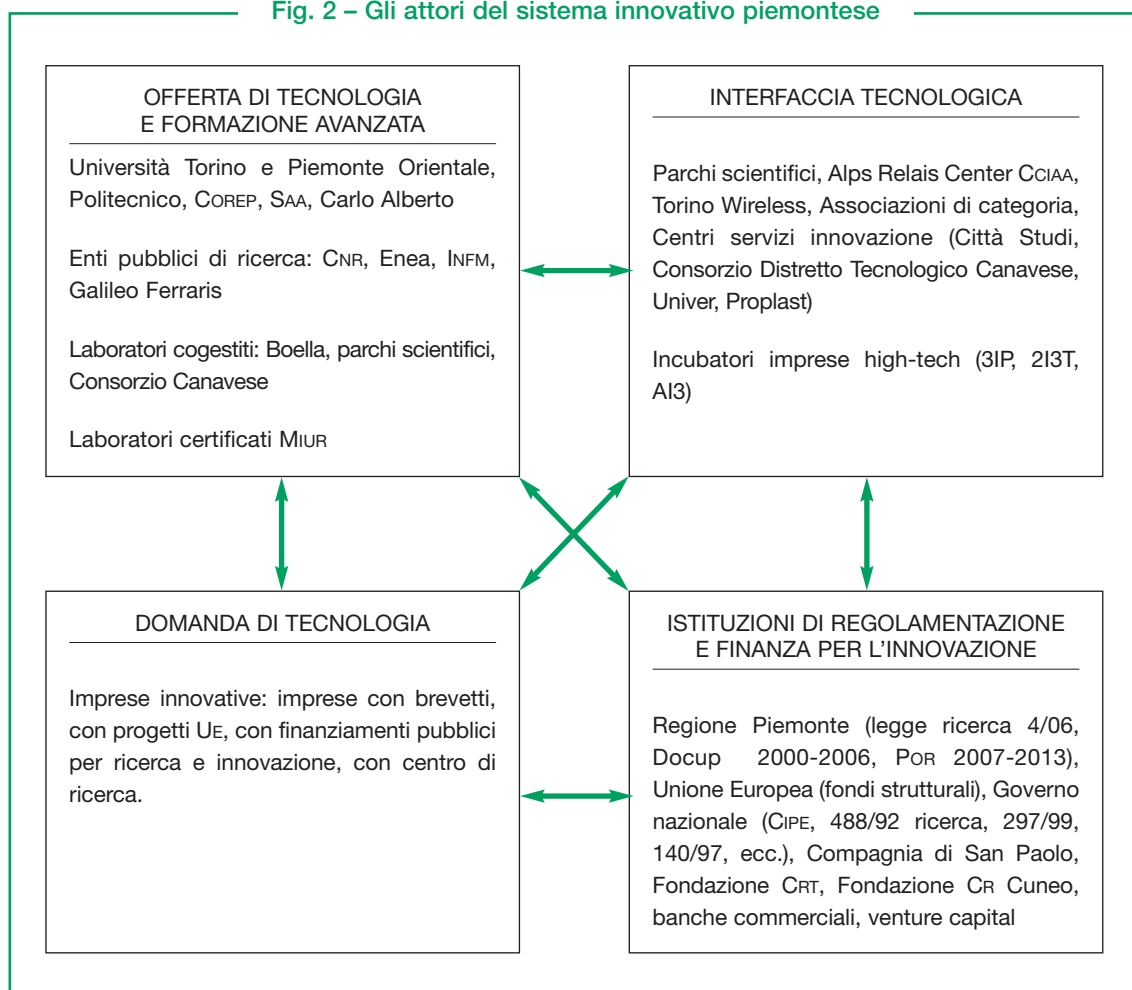 Fig. 2 – Gli attori del sistema innovativo piemontese
OFFERTA DI TECNOLOGIA
E FORMAZIONE AVANZATA
Università Torino e Piemonte Orientale,
Politecnico, COREP, SAA, Carlo Alberto
Enti pubblici di ricerca: CNR, Enea, INFM,
Galileo Ferraris
Laboratori cogestiti: Boella, parchi scientifici,
Consorzio Canavese
Laboratori certificati MIUR
INTERFACCIA TECNOLOGICA
Parchi scientifici, Alps Relais Center CCIAA,
Torino Wireless, Associazioni di categoria,
Centri servizi innovazione (Città Studi,
Consorzio Distretto Tecnologico Canavese,
Univer, Proplast)
Incubatori imprese high-tech (3IP, 2I3T,
AI3)
DOMANDA DI TECNOLOGIA
Imprese innovative: imprese con brevetti,
con progetti UE, con finanziamenti pubblici
per ricerca e innovazione, con centro di
ricerca.
ISTITUZIONI DI REGOLAMENTAZIONE
E FINANZA PER L'INNOVAZIONE
Regione Piemonte (legge ricerca 4/06,
Docup 2000-2006, POR 2007-2013),
Unione Europea (fondi strutturali), Governo
nazionale (CIPE, 488/92 ricerca, 297/99,
140/97, ecc.), Compagnia di San Paolo,
Fondazione CRT, Fondazione CR Cuneo,
banche commerciali, venture capital